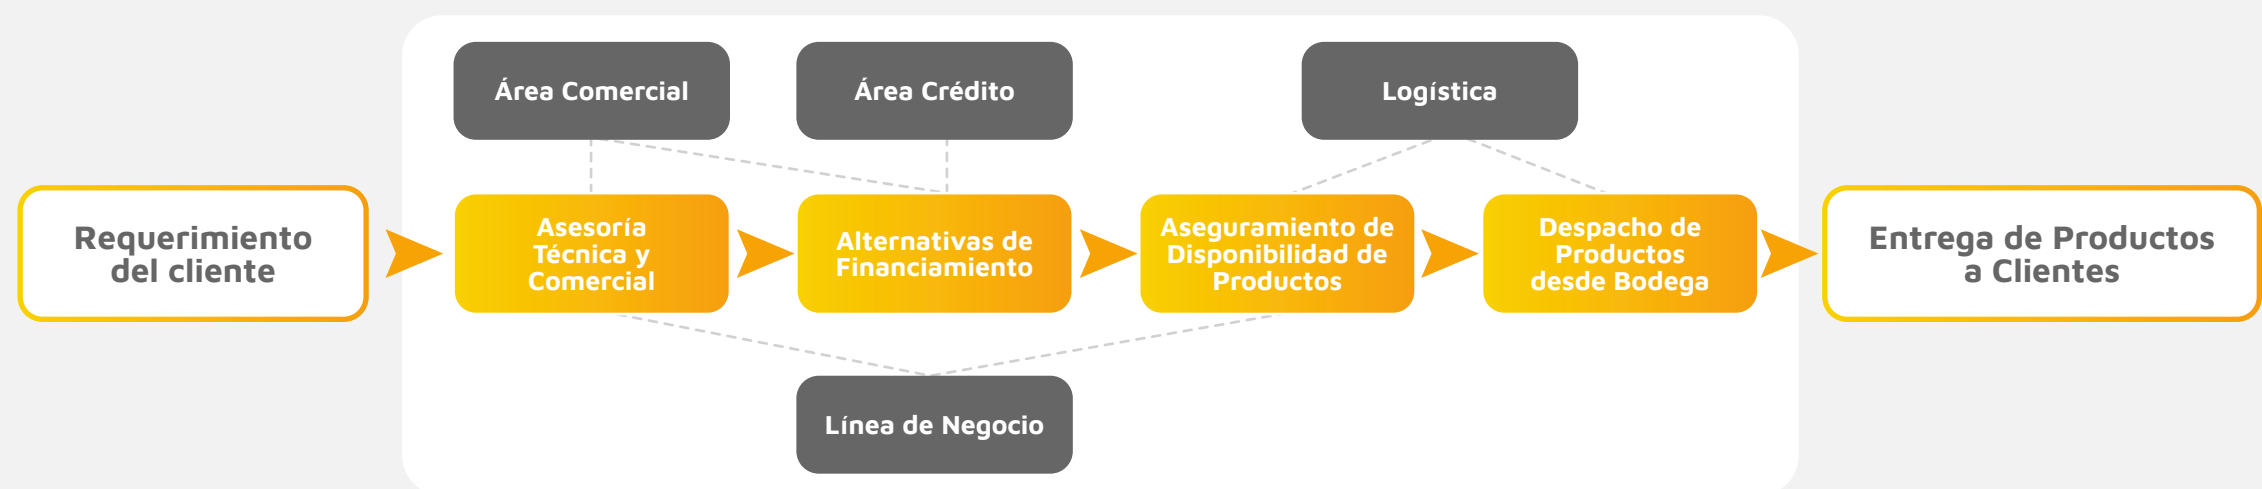 Área Comercial
Área Crédito
Logística
Requerimiento
del cliente
Asesoría
Técnica y
Comercial
Alternativas de
Financiamiento
Aseguramiento de
Disponibilidad de
Productos
Despacho de
Productos
desde Bodega
Entrega de Productos
a Clientes
Línea de Negocio